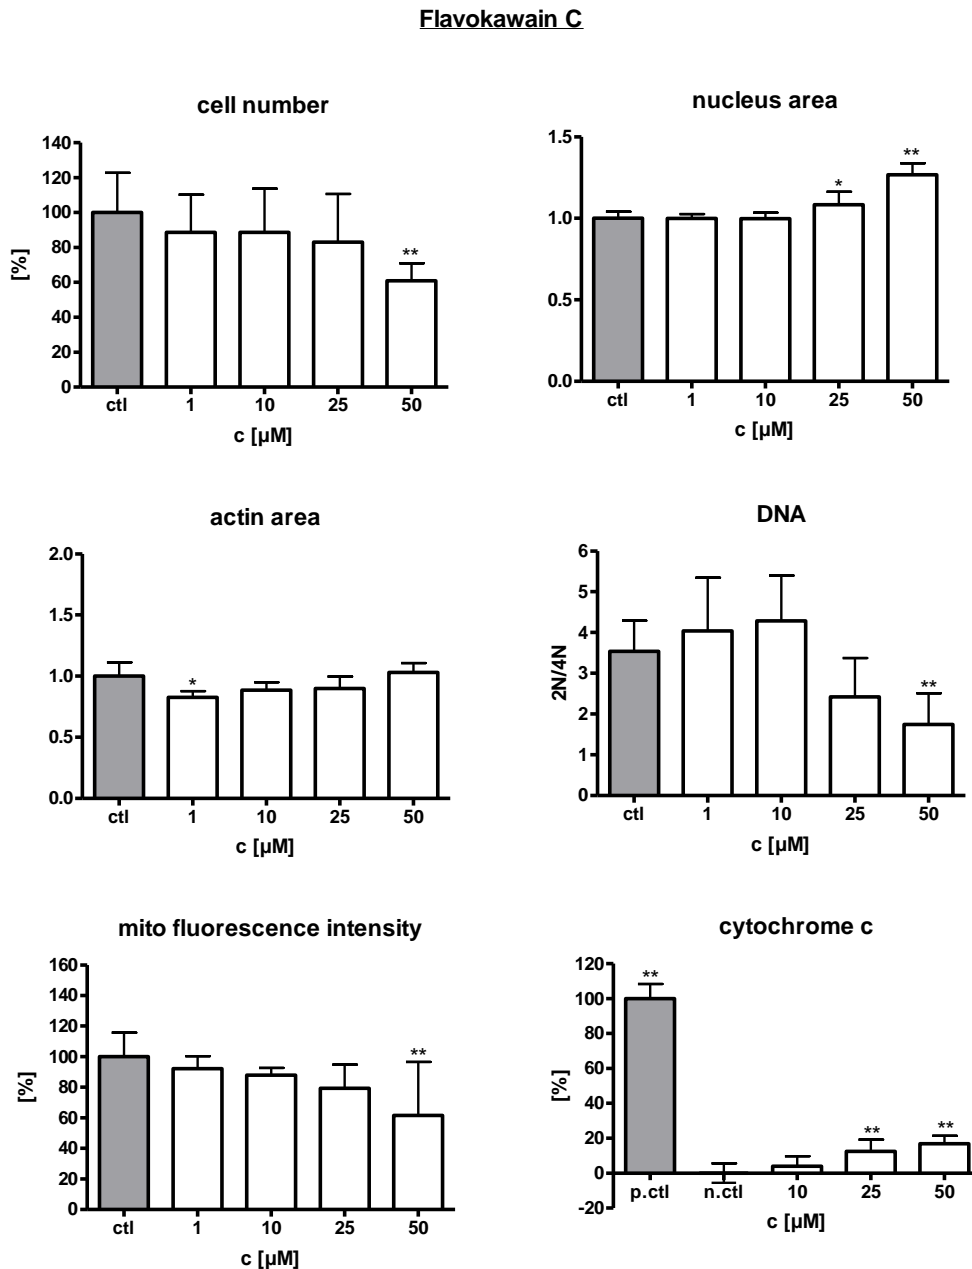 Flavokawain C
cell number
140
120
100
80
60
40
20
0
[%]
**
ctl 1 10 25 50
c [µM]
nucleus area
1.5
1.0
0.5
0.0
*
**
ctl 1 10 25 50
c [µM]
actin area
2.0
1.5
1.0
0.5
0.0
*
ctl 1 10 25 50
c [µM]
DNA
6
5
4
3
2
1
0
2N/4N
**
ctl 1 10 25 50
c [µM]
mito fluorescence intensity
160
140
120
100
80
60
40
20
0
[%]
**
ctl 1 10 25 50
c [µM]
cytochrome c
120
100
80
60
40
20
0
-20
[%]
**
**
**
p.ctl n.ctl 10 25 50
c [µM]